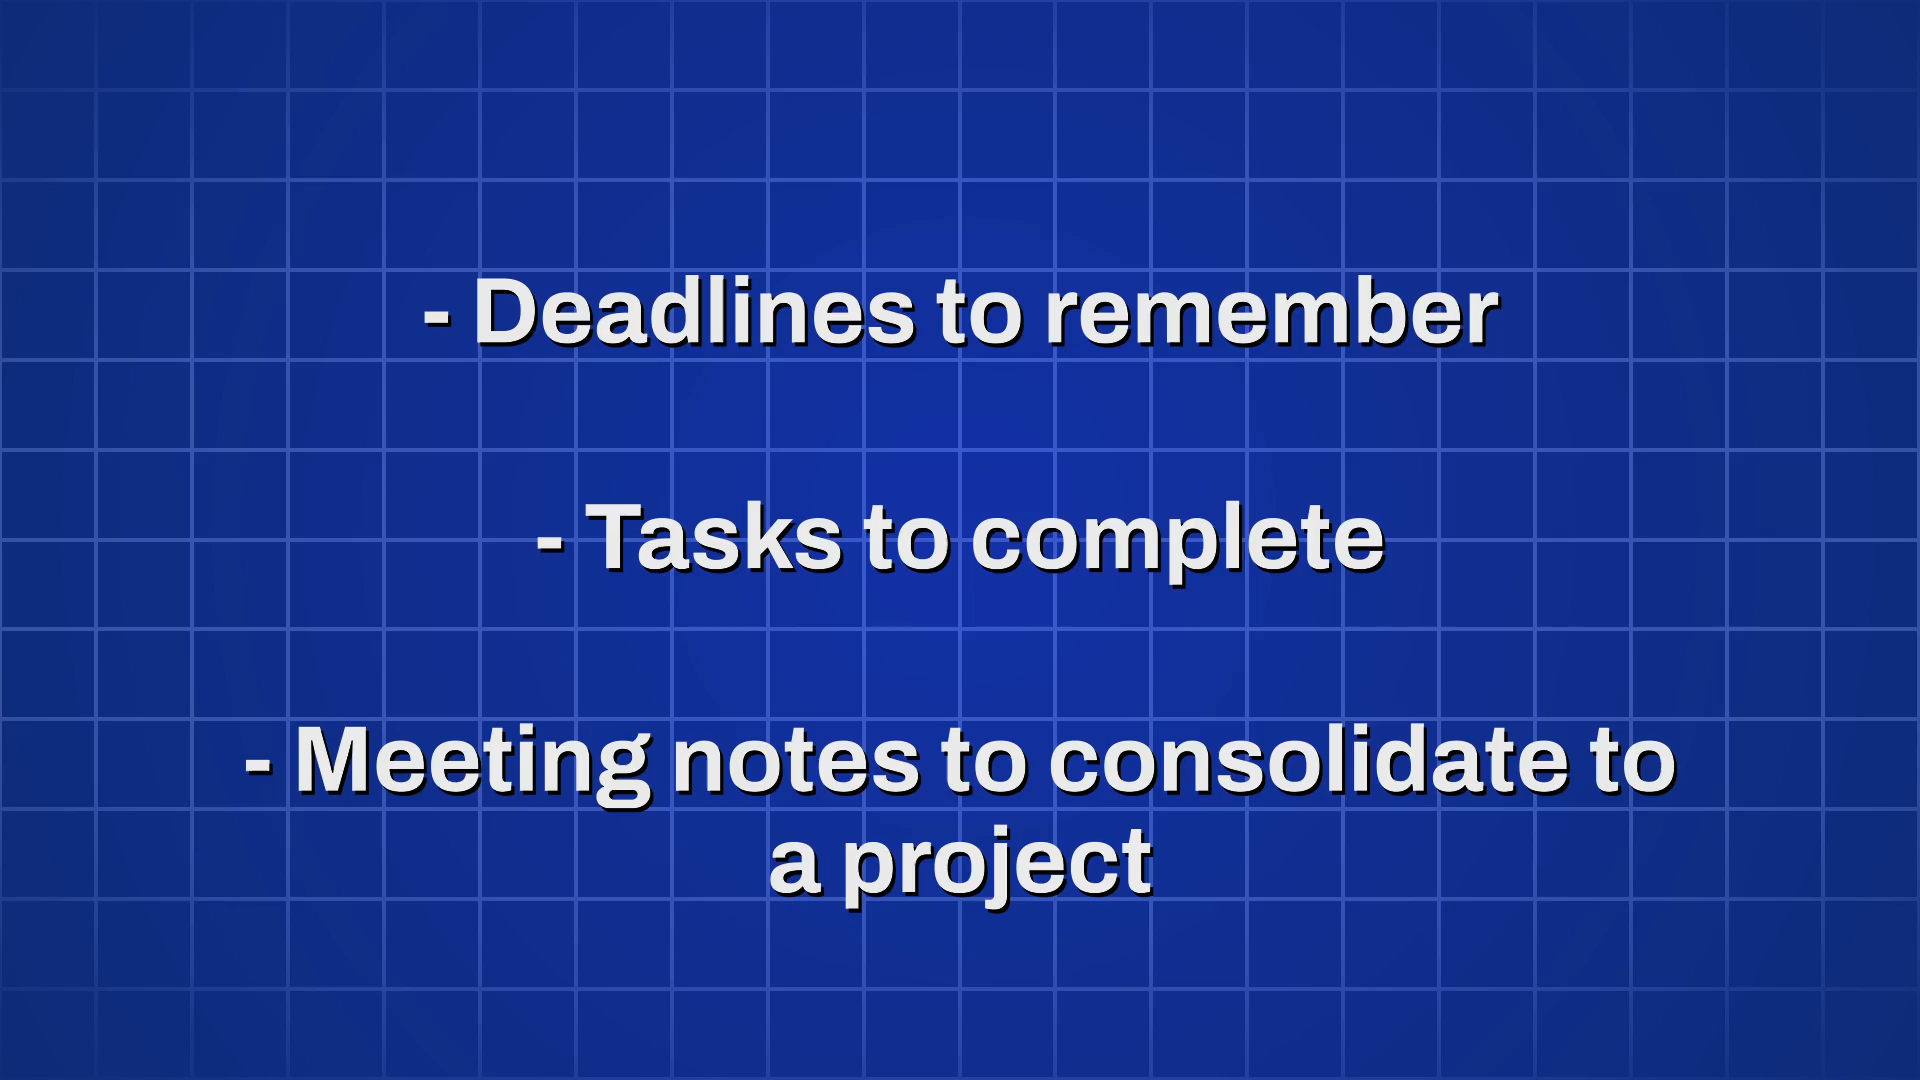 - Deadlines to remember
- Tasks to complete
- Meeting notes to consolidate to
a project